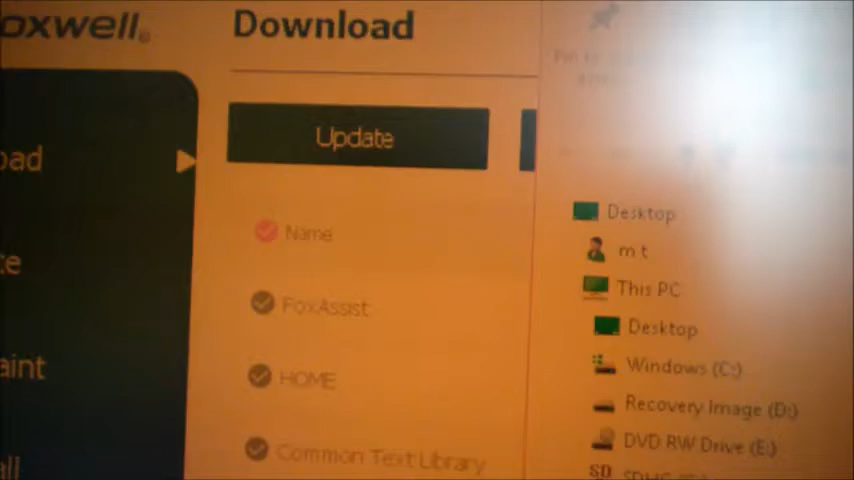 oxwell®
Download
Update
oad
Name
te
FoxAssist
aint
HOME
all
Common Text Library
Desktop
m t
This PC
Desktop
Windows (C:)
Recovery Image (D:)
DVD RW Drive (E:)
SD